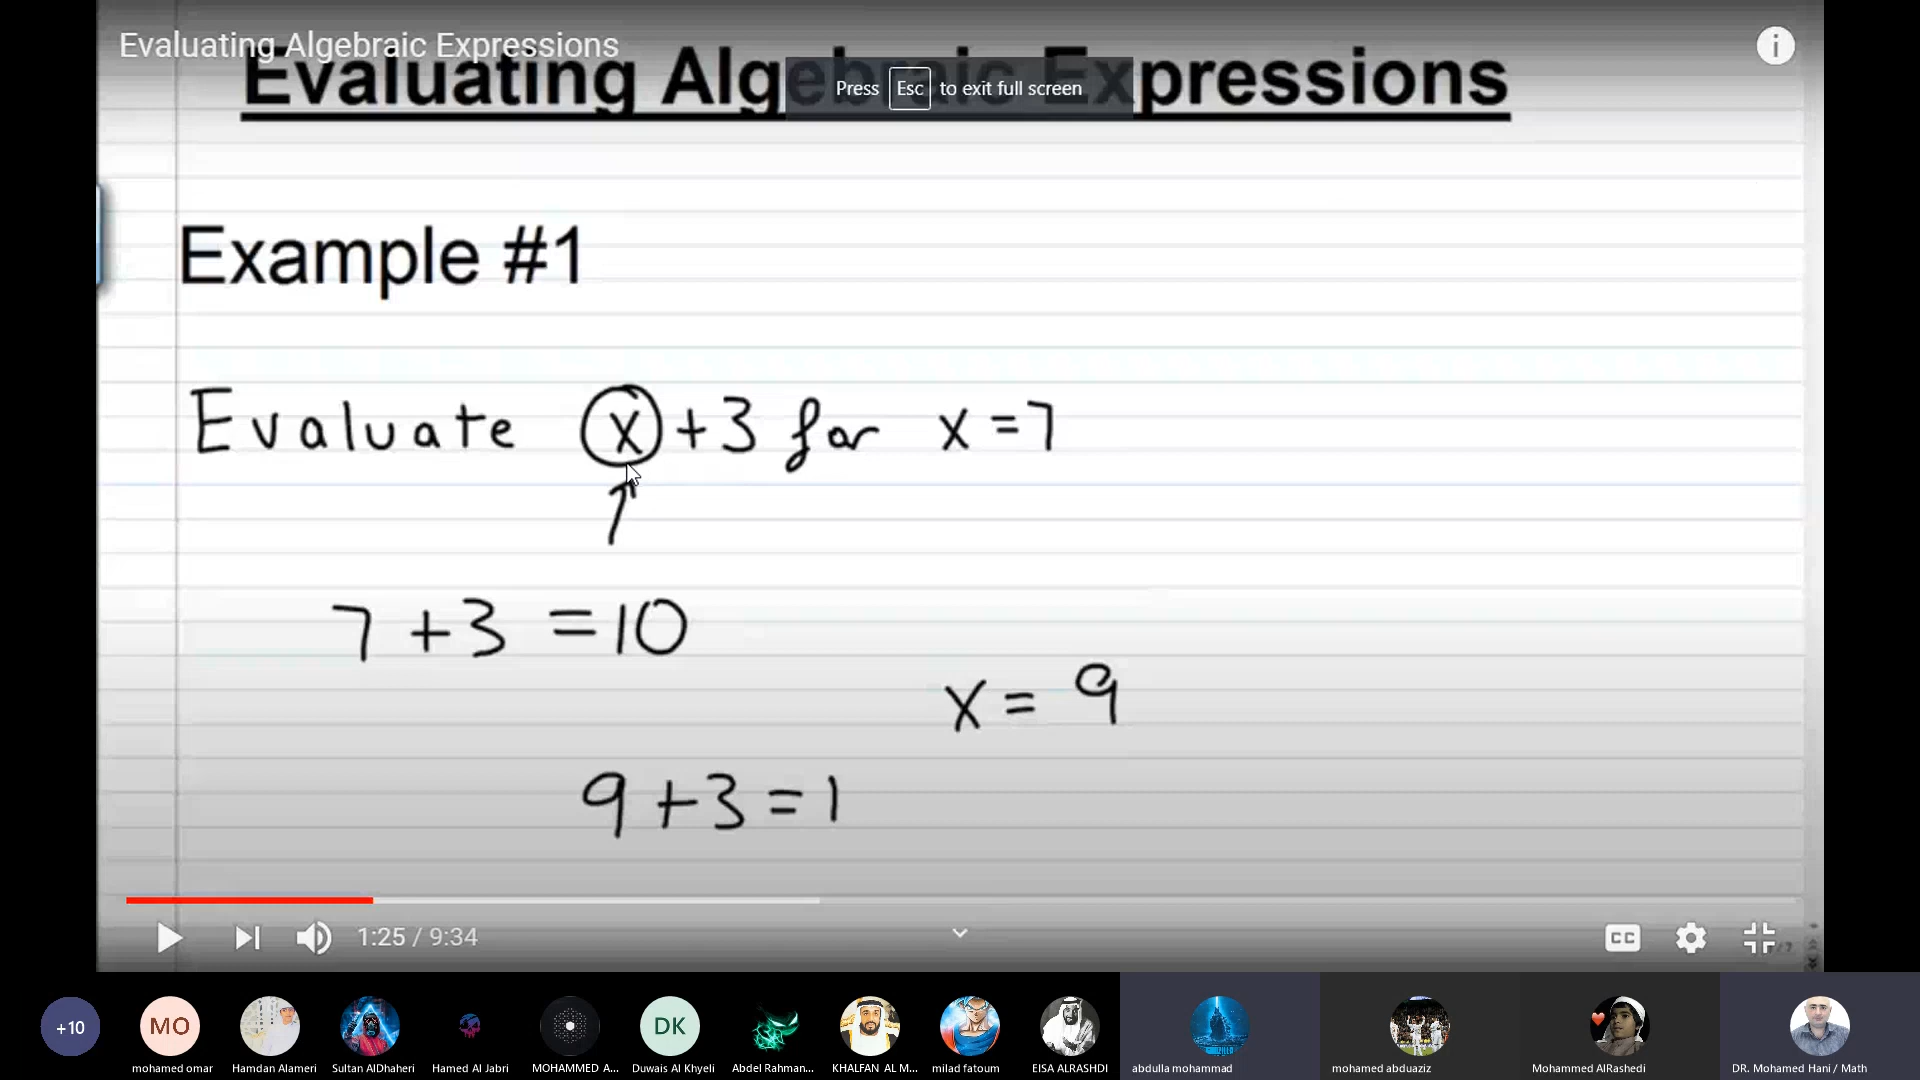 Evaluating Algebraic Expressions
Evaluating Algebraic Expressions
Press Esc to exit full screen
Example #1
Evaluate x + 3 for x = 7
7 + 3 = 10
x = 9
9 + 3 = 1
1:25 / 9:34
CC
+10
MO
DK
mohamed omar
Hamdan Alameri
Sultan AlDhaheri
Hamed Al Jabri
MOHAMMED A...
Duwais Al Khyeli
Abdel Rahman...
KHALFAN AL M...
milad fatoum
EISA ALRASHDI
abdulla mohammad
mohamed abduaziz
Mohammed AlRashedi
DR. Mohamed Hani / Math